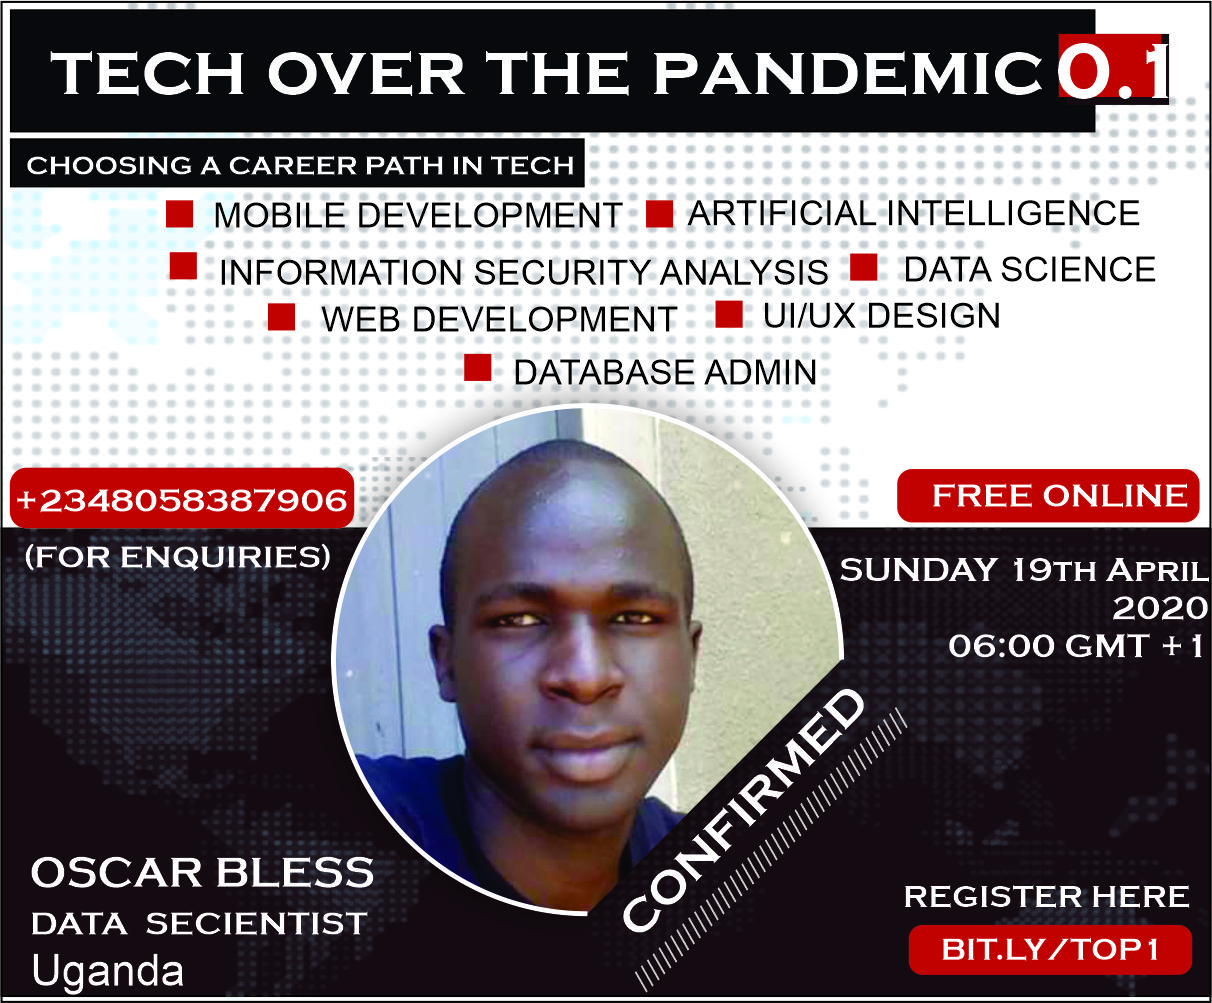 TECH OVER THE PANDEMIC 0.1
CHOOSING A CAREER PATH IN TECH
MOBILE DEVELOPMENT ARTIFICIAL INTELLIGENCE
INFORMATION SECURITY ANALYSIS DATA SCIENCE
WEB DEVELOPMENT UI/UX DESIGN
DATABASE ADMIN
+2348058387906
(FOR ENQUIRIES)
FREE ONLINE
SUNDAY 19TH APRIL
2020
06:00 GMT +1
CONFIRMED
OSCAR BLESS
DATA SECIENTIST
Uganda
REGISTER HERE
BIT.LY/TOP1